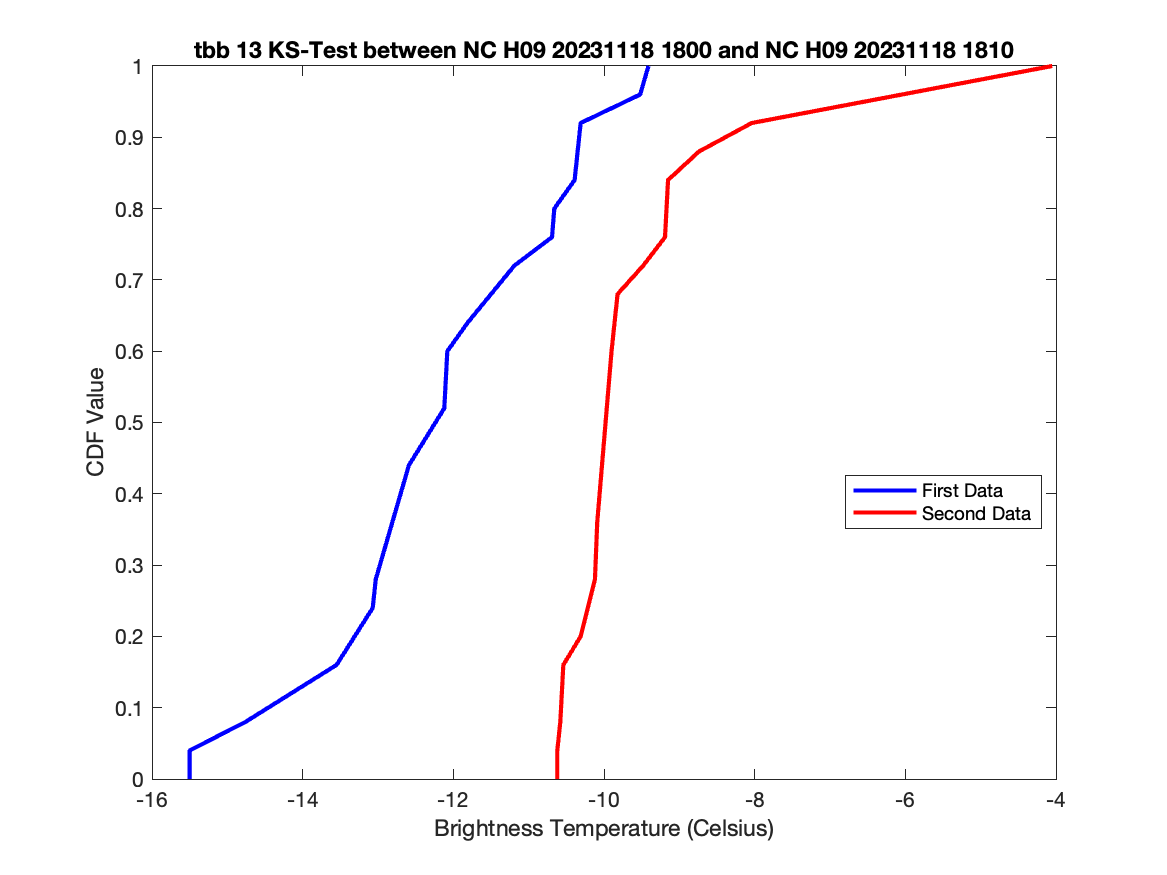 tbb 13 KS-Test between NC H09 20231118 1800 and NC H09 20231118 1810
1
0.9
0.8
0.7
0.6
0.5
0.4
0.3
0.2
0.1
0
CDF Value
First Data
Second Data
-16 -14 -12 -10 -8 -6 -4
Brightness Temperature (Celsius)